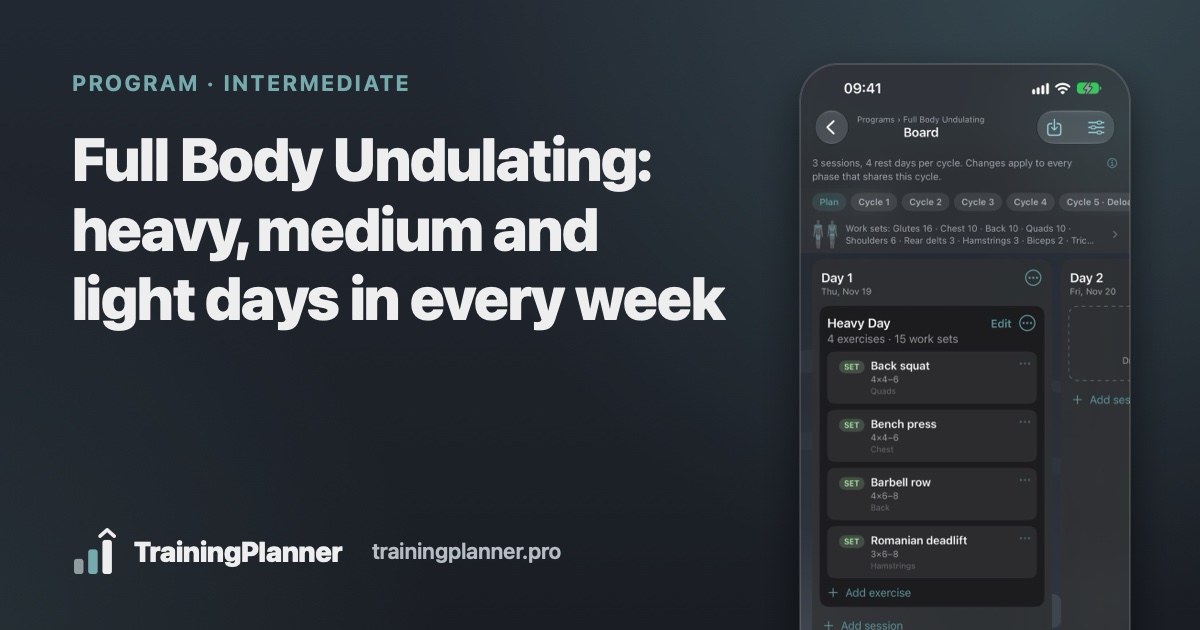 PROGRAM · INTERMEDIATE
Full Body Undulating:
heavy, medium and
light days in every week
TrainingPlanner
trainingplanner.pro
09:41
Programs › Full Body Undulating
Board
3 sessions, 4 rest days per cycle. Changes apply to every
phase that shares this cycle.
Plan
Cycle 1
Cycle 2
Cycle 3
Cycle 4
Cycle 5 · Deloa
Work sets: Glutes 16 · Chest 10 · Back 10 · Quads 10 ·
Shoulders 6 · Rear delts 3 · Hamstrings 3 · Biceps 2 · Tric...
Day 1
Thu, Nov 19
Heavy Day
Edit
4 exercises · 15 work sets
SET
Back squat
4×4–6
Quads
SET
Bench press
4×4–6
Chest
SET
Barbell row
4×6–8
Back
SET
Romanian deadlift
3×6–8
Hamstrings
+ Add exercise
+ Add session
Day 2
Fri, Nov 20
+ Add ses